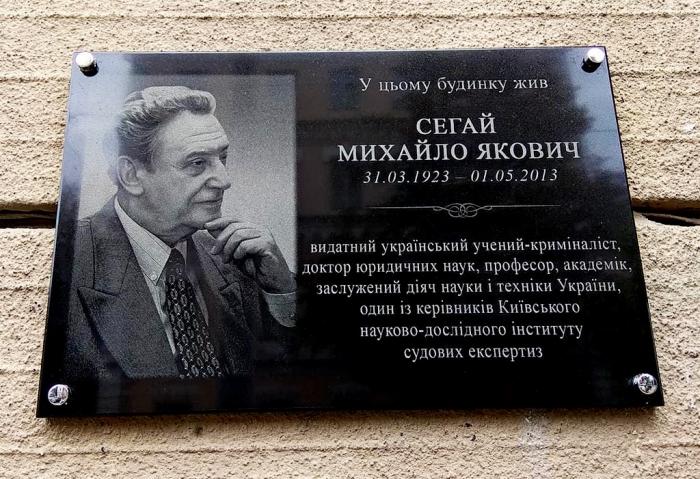 У цьому будинку жив
СЕГАЙ
МИХАЙЛО ЯКОВИЧ
31.03.1923 – 01.05.2013
видатний український учений-криміналіст,
доктор юридичних наук, професор, академік,
заслужений діяч науки і техніки України,
один із керівників Київського
науково-дослідного інституту
судових експертиз